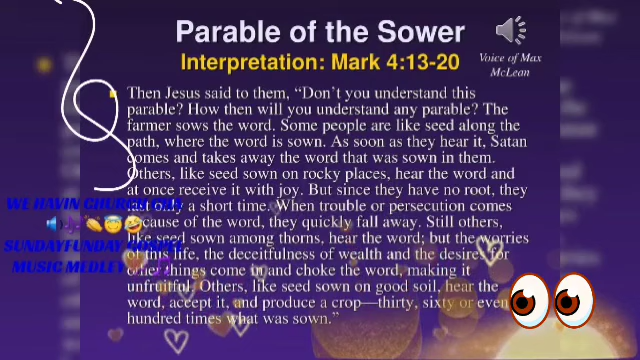 Parable of the Sower
Interpretation: Mark 4:13-20
Voice of Max
McLean
Then Jesus said to them, “Don’t you understand this
parable? How then will you understand any parable? The
farmer sows the word. Some people are like seed along the
path, where the word is sown. As soon as they hear it, Satan
comes and takes away the word that was sown in them.
Others, like seed sown on rocky places, hear the word and
at once receive it with joy. But since they have no root, they
last only a short time. When trouble or persecution comes
because of the word, they quickly fall away. Still others,
like seed sown among thorns, hear the word; but the worries
of this life, the deceitfulness of wealth and the desires for
other things come in and choke the word, making it
unfruitful. Others, like seed sown on good soil, hear the
word, accept it, and produce a crop—thirty, sixty or even
hundred times what was sown.”
WE HAVIN CHURCH
SUNDAYFUNDAY GOSPEL
MUSIC MEDLEY